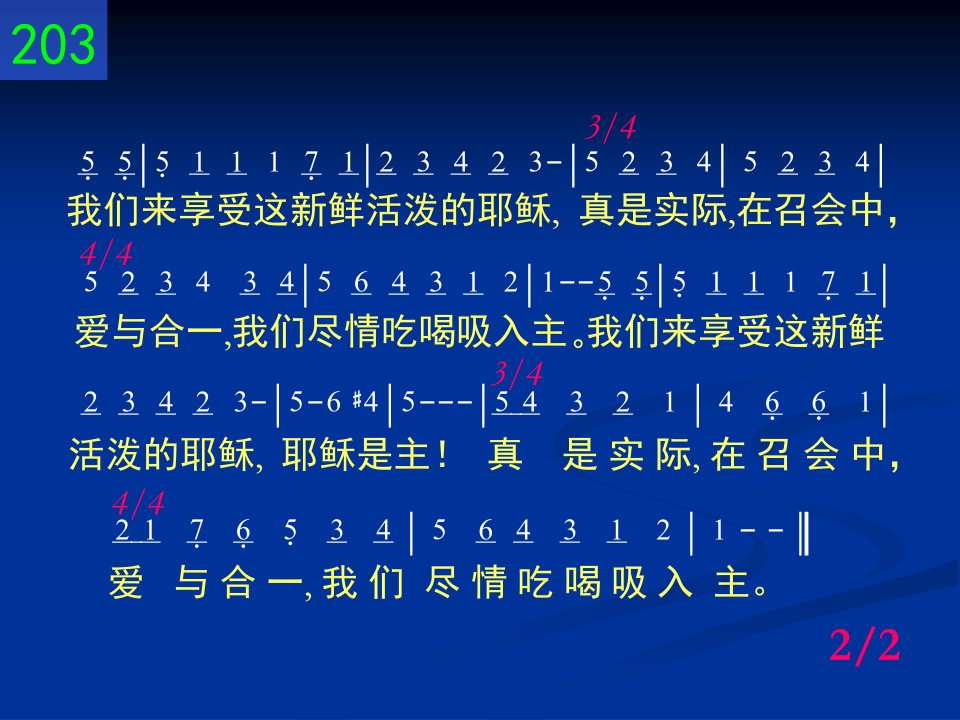 203
3/4
5̣ 5̣|5̣ 1 1 1 7̣ 1|2 3 4 2 3-|5 2 3 4| 5 2 3 4|
我们来享受这新鲜活泼的耶稣, 真是实际,在召会中，
4/4
5 2 3 4 3 4|5 6 4 3 1 2|1--5̣ 5̣|5̣ 1 1 1 7̣ 1|
爱与合一,我们尽情吃喝吸入主。我们来享受这新鲜
3/4
2 3 4 2 3-|5-6 #4|5---|5 4 3 2 1 | 4 6̣ 6̣ 1|
活泼的耶稣, 耶稣是主！ 真 是 实 际, 在 召 会 中，
4/4
2 1 7̣ 6̣ 5̣ 3 4 | 5 6 4 3 1 2 | 1 - - ‖
爱 与 合 一, 我 们 尽 情 吃 喝 吸 入 主。
2/2